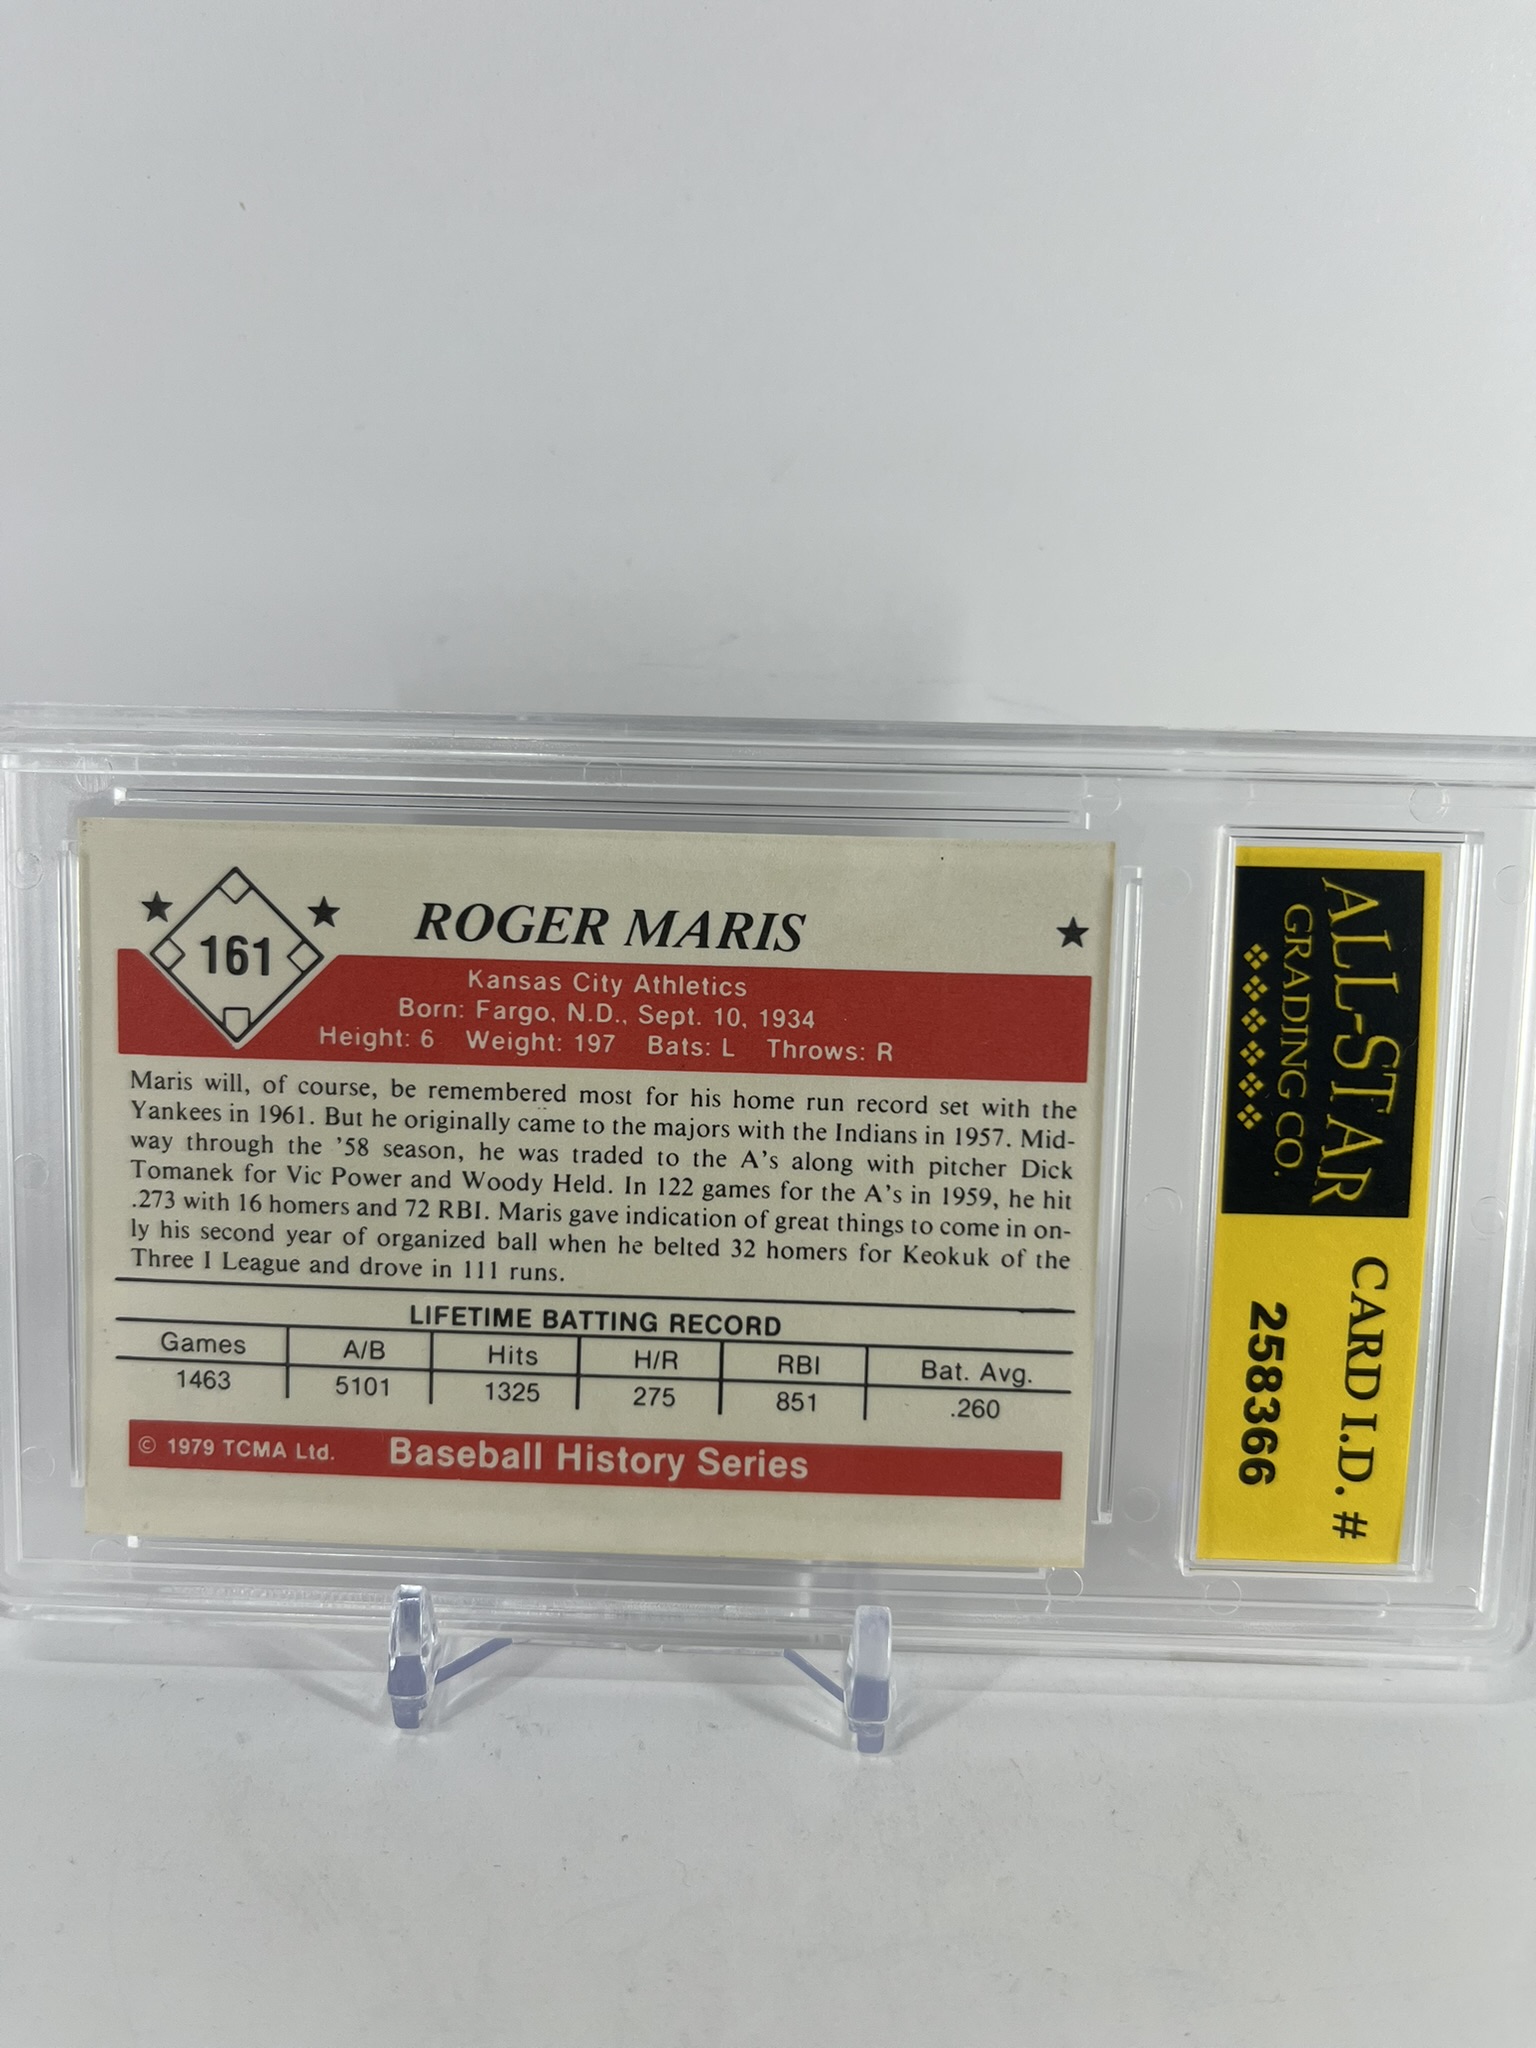 161
ROGER MARIS
Kansas City Athletics
Born: Fargo, N.D., Sept. 10, 1934
Height: 6 Weight: 197 Bats: L Throws: R
Maris will, of course, be remembered most for his home run record set with the
Yankees in 1961. But he originally came to the majors with the Indians in 1957. Mid-
way through the '58 season, he was traded to the A's along with pitcher Dick
Tomanek for Vic Power and Woody Held. In 122 games for the A's in 1959, he hit
.273 with 16 homers and 72 RBI. Maris gave indication of great things to come in on-
ly his second year of organized ball when he belted 32 homers for Keokuk of the
Three I League and drove in 111 runs.
LIFETIME BATTING RECORD
Games A/B Hits H/R RBI Bat. Avg.
1463 5101 1325 275 851 .260
© 1979 TCMA Ltd. Baseball History Series
ALL-STAR
GRADING CO.
CARD I.D. #
258366